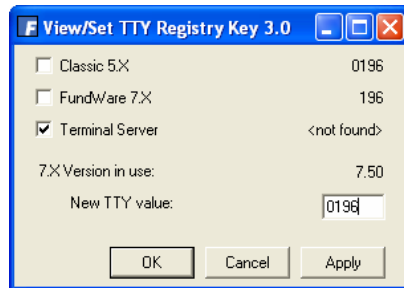 F View/Set TTY Registry Key 3.0
Classic 5.X 0196
FundWare 7.X 196
Terminal Server <not found>
7.X Version in use: 7.50
New TTY value: 0196
OK Cancel Apply